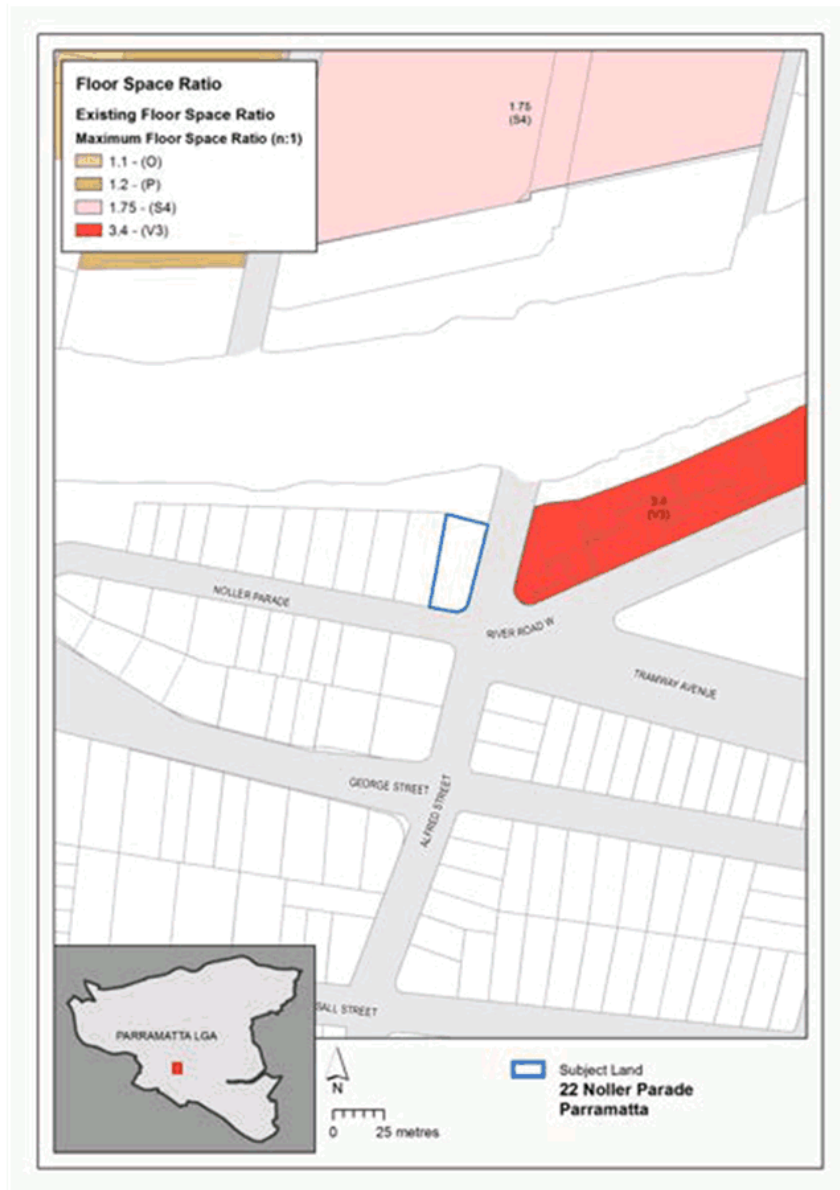 Floor Space Ratio
Existing Floor Space Ratio
Maximum Floor Space Ratio (n:1)
1.1 - (O)
1.2 - (P)
1.75 - (S4)
3.4 - (V3)
1.75
(S4)
3.4
(V3)
NOLLER PARADE
RIVER ROAD W
TRAMWAY AVENUE
GEORGE STREET
ALFRED STREET
SALL STREET
PARRAMATTA LGA
N
0 25 metres
Subject Land
22 Noller Parade
Parramatta